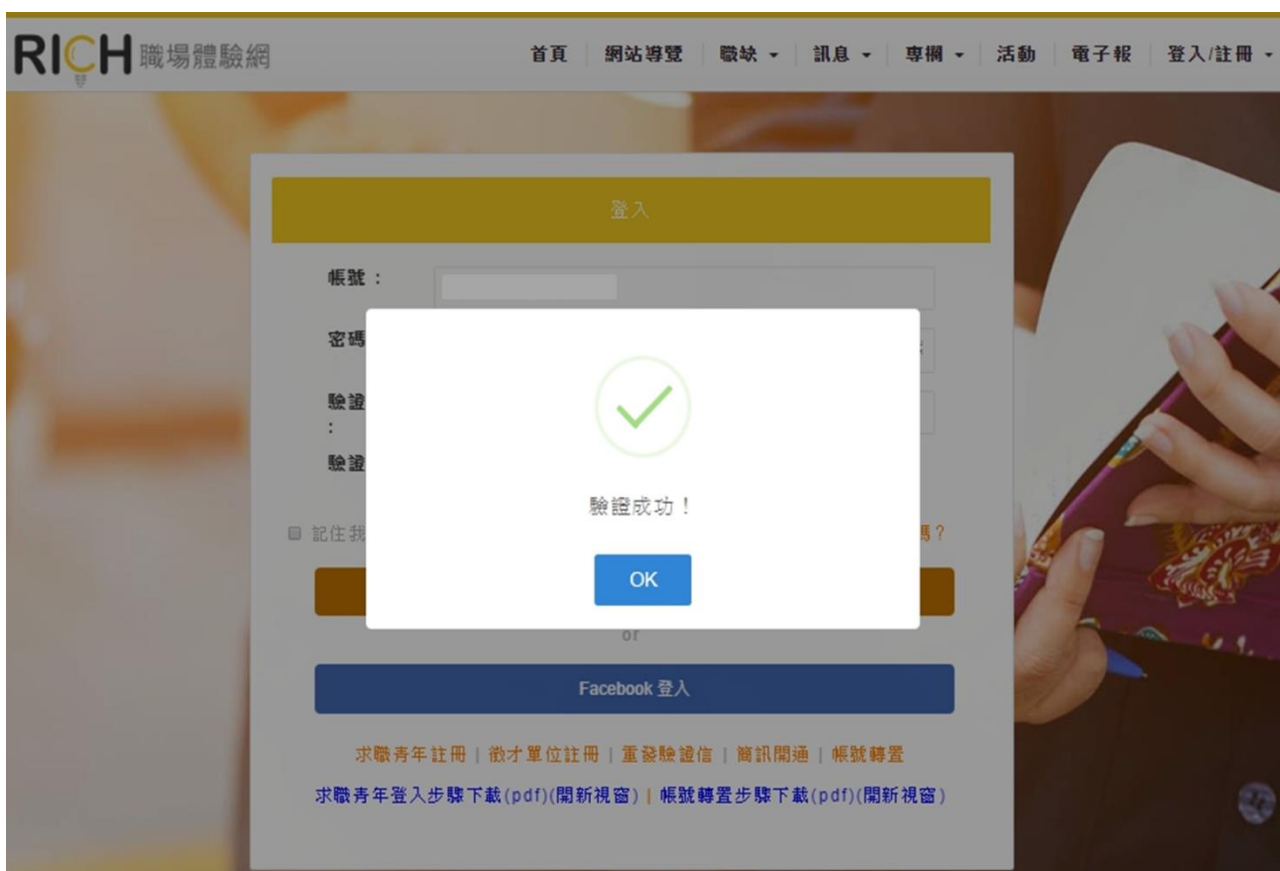 RICH 職場體驗網
首頁 網站導覽 職缺 訊息 專欄 活動 電子報 登入/註冊
登入
帳號：
密碼
驗證
：
驗證
驗證成功！
記住我
碼？
OK
or
Facebook 登入
求職青年註冊 | 徵才單位註冊 | 重發驗證信 | 簡訊開通 | 帳號轉置
求職青年登入步驟下載(pdf)(開新視窗) | 帳號轉置步驟下載(pdf)(開新視窗)